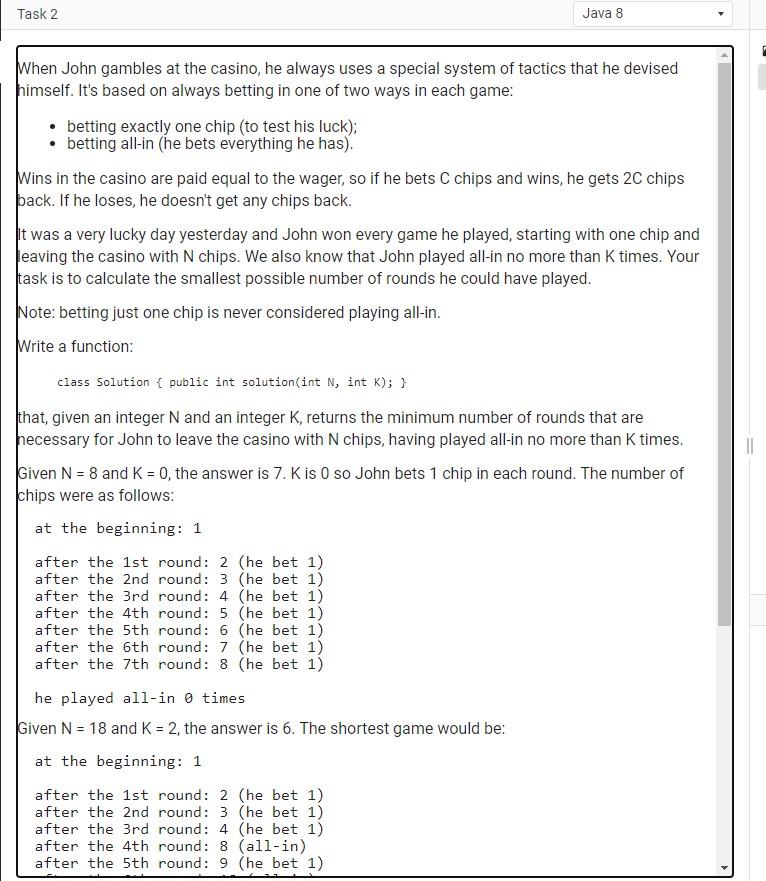 Task 2
Java 8
When John gambles at the casino, he always uses a special system of tactics that he devised
himself. It's based on always betting in one of two ways in each game:
• betting exactly one chip (to test his luck);
• betting all-in (he bets everything he has).
Wins in the casino are paid equal to the wager, so if he bets C chips and wins, he gets 2C chips
back. If he loses, he doesn't get any chips back.
It was a very lucky day yesterday and John won every game he played, starting with one chip and
leaving the casino with N chips. We also know that John played all-in no more than K times. Your
task is to calculate the smallest possible number of rounds he could have played.
Note: betting just one chip is never considered playing all-in.
Write a function:
class Solution { public int solution(int N, int K); }
that, given an integer N and an integer K, returns the minimum number of rounds that are
necessary for John to leave the casino with N chips, having played all-in no more than K times.
Given N = 8 and K = 0, the answer is 7. K is 0 so John bets 1 chip in each round. The number of
chips were as follows:
at the beginning: 1
after the 1st round: 2 (he bet 1)
after the 2nd round: 3 (he bet 1)
after the 3rd round: 4 (he bet 1)
after the 4th round: 5 (he bet 1)
after the 5th round: 6 (he bet 1)
after the 6th round: 7 (he bet 1)
after the 7th round: 8 (he bet 1)
he played all-in 0 times
Given N = 18 and K = 2, the answer is 6. The shortest game would be:
at the beginning: 1
after the 1st round: 2 (he bet 1)
after the 2nd round: 3 (he bet 1)
after the 3rd round: 4 (he bet 1)
after the 4th round: 8 (all-in)
after the 5th round: 9 (he bet 1)